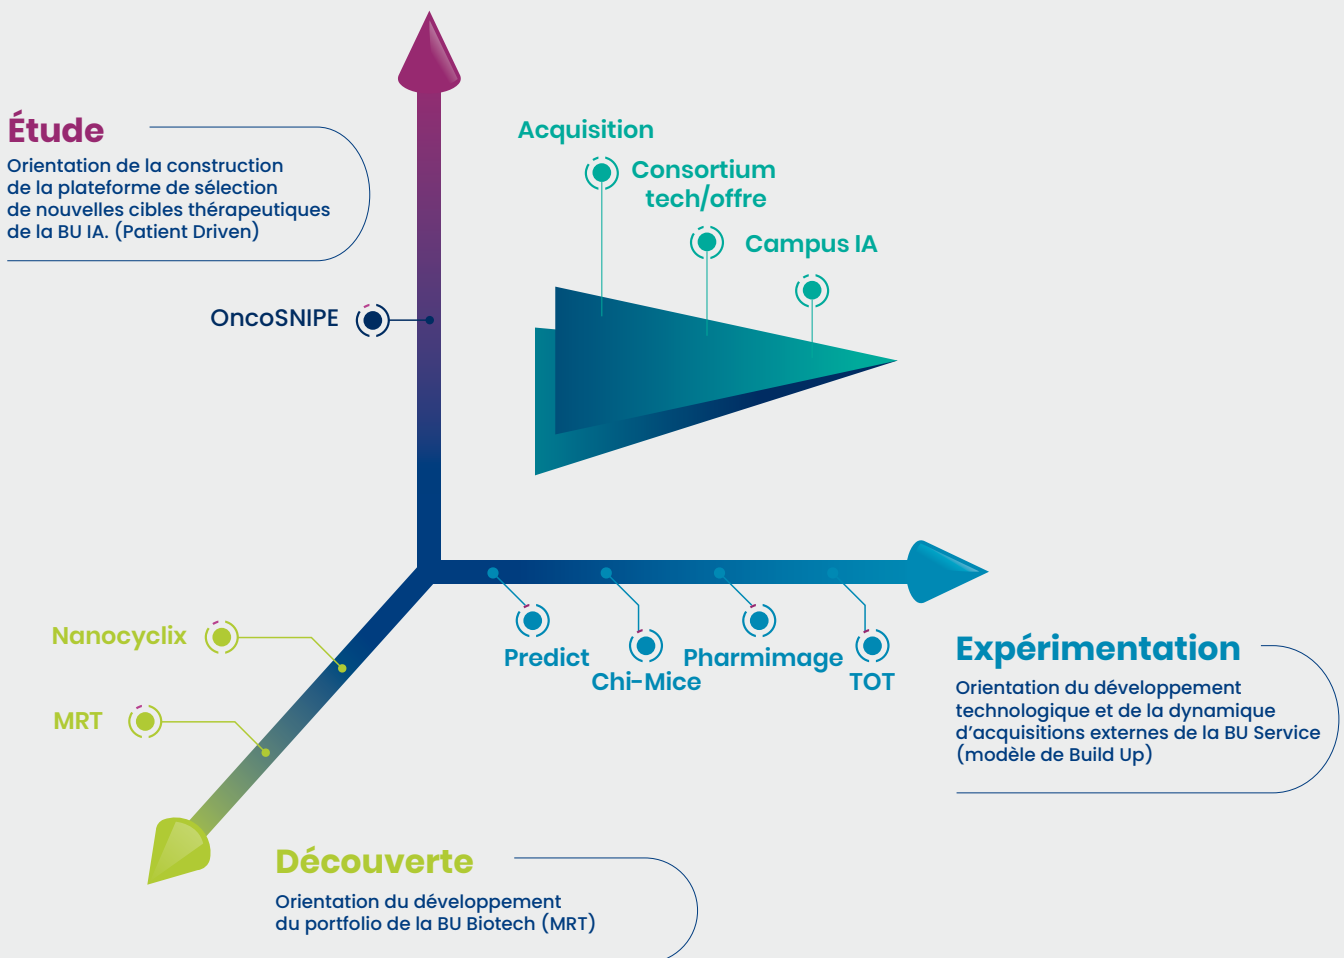 Étude
Orientation de la construction
de la plateforme de sélection
de nouvelles cibles thérapeutiques
de la BU IA. (Patient Driven)
Acquisition
Consortium
tech/offre
Campus IA
OncoSNIPE
Nanocyclix
MRT
Predict
Chi-Mice
Pharmimage
TOT
Expérimentation
Orientation du développement
technologique et de la dynamique
d’acquisitions externes de la BU Service
(modèle de Build Up)
Découverte
Orientation du développement
du portfolio de la BU Biotech (MRT)